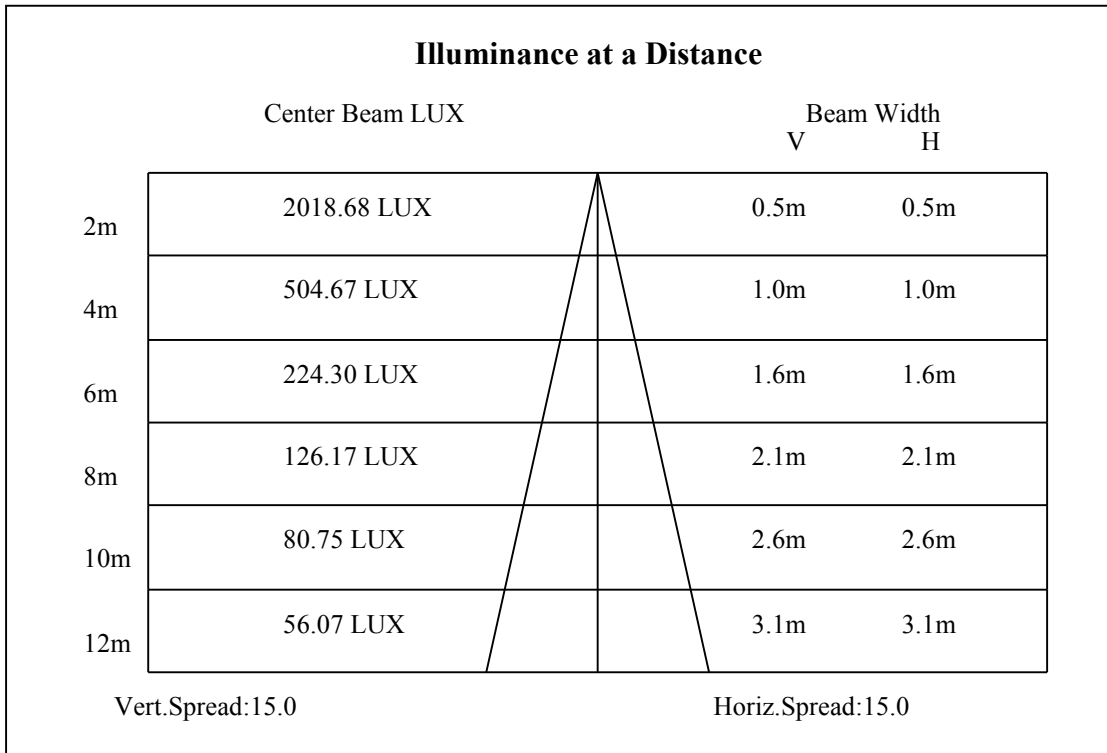 Illuminance at a Distance
Center Beam LUX Beam Width
V H
2m 2018.68 LUX 0.5m 0.5m
4m 504.67 LUX 1.0m 1.0m
6m 224.30 LUX 1.6m 1.6m
8m 126.17 LUX 2.1m 2.1m
10m 80.75 LUX 2.6m 2.6m
12m 56.07 LUX 3.1m 3.1m
Vert.Spread:15.0 Horiz.Spread:15.0